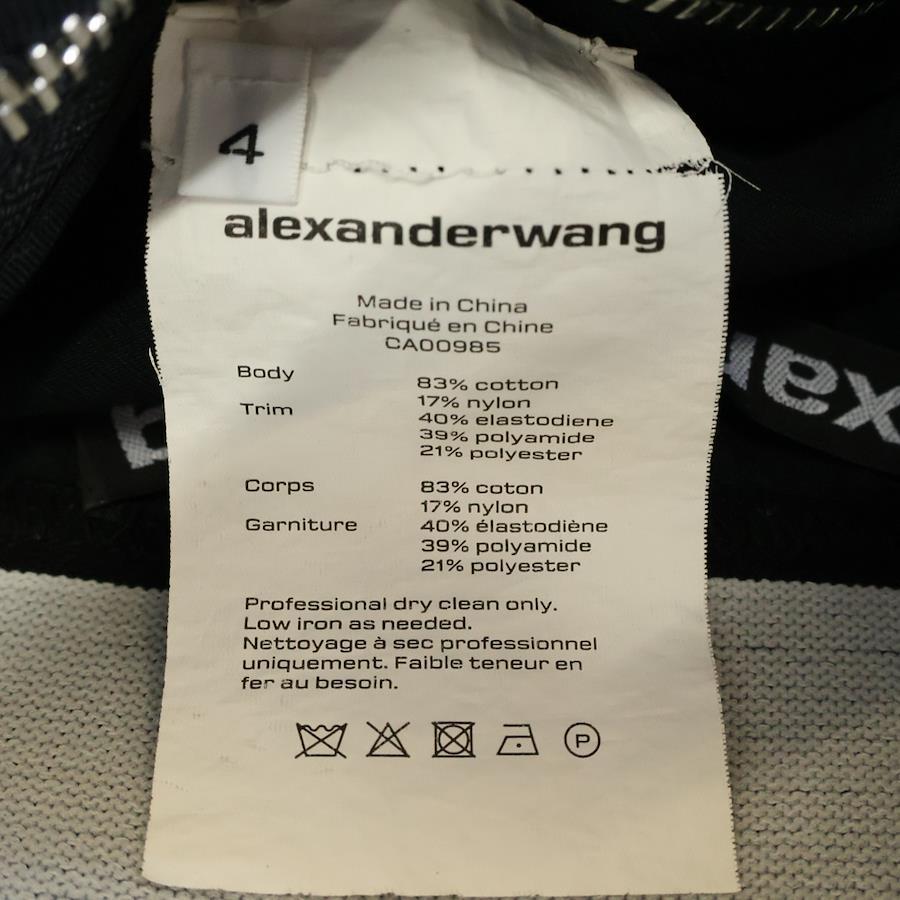 4
alexanderwang
Made in China
Fabriqué en Chine
CA00985
Body
83% cotton
17% nylon
Trim
40% elastodiene
39% polyamide
21% polyester
Corps
83% coton
17% nylon
Garniture
40% élastodiène
39% polyamide
21% polyester
Professional dry clean only.
Low iron as needed.
Nettoyage à sec professionnel
uniquement. Faible teneur en
fer au besoin.
P